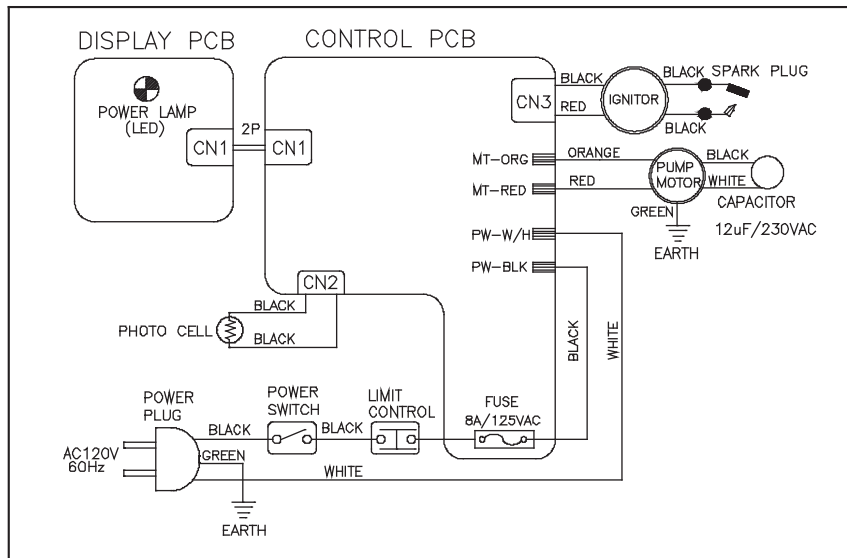 DISPLAY PCB
CONTROL PCB
POWER LAMP
(LED)
2P
CN1
CN1
CN3
BLACK
RED
IGNITOR
BLACK
SPARK PLUG
BLACK
MT-ORG
ORANGE
MT-RED
RED
PUMP
MOTOR
BLACK
WHITE
CAPACITOR
12uF/230VAC
GREEN
EARTH
PW-W/H
PW-BLK
CN2
BLACK
BLACK
PHOTO CELL
BLACK
WHITE
POWER
PLUG
POWER
SWITCH
LIMIT
CONTROL
FUSE
8A/125VAC
BLACK
BLACK
AC120V
60Hz
GREEN
WHITE
EARTH